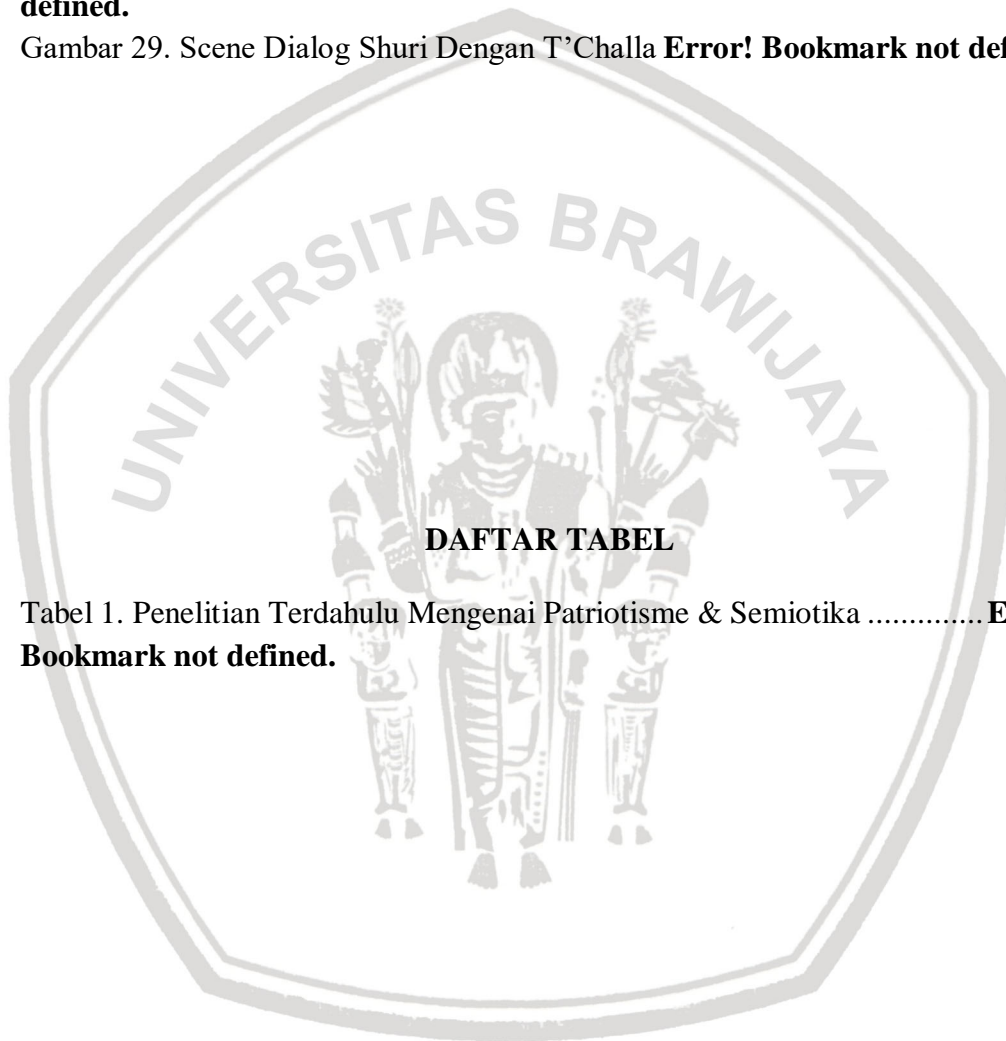 defined.
Gambar 29. Scene Dialog Shuri Dengan T’Challa Error! Bookmark not def
UNIVERSITAS BRAWIJAYA
DAFTAR TABEL
Tabel 1. Penelitian Terdahulu Mengenai Patriotisme & Semiotika .............. E
Bookmark not defined.